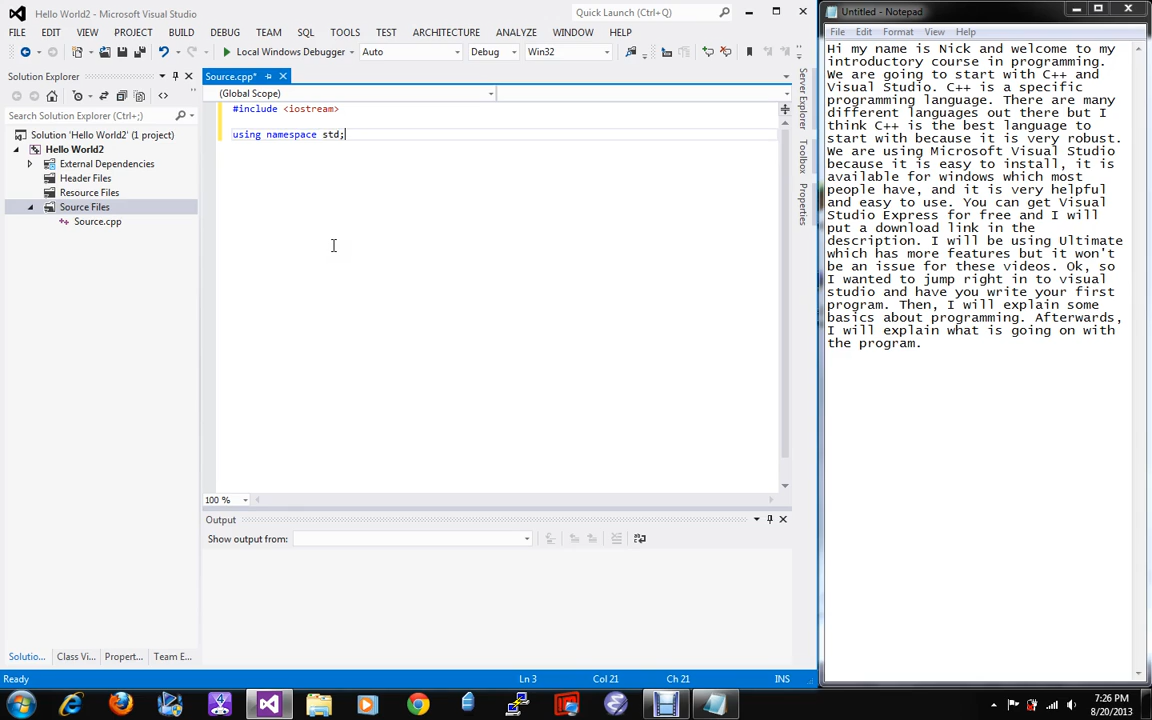 Hello World2 - Microsoft Visual Studio
Quick Launch (Ctrl+Q)
FILE EDIT VIEW PROJECT BUILD DEBUG TEAM SQL TOOLS TEST ARCHITECTURE ANALYZE WINDOW HELP
Local Windows Debugger Auto Debug Win32
Solution Explorer
Search Solution Explorer (Ctrl+;)
Solution 'Hello World2' (1 project)
Hello World2
External Dependencies
Header Files
Resource Files
Source Files
Source.cpp
Source.cpp*
(Global Scope)
#include <iostream>
using namespace std;
100 %
Output
Show output from:
Server Explorer
Toolbox
Properties
Solutio... Class Vi... Propert... Team E...
Ready Ln 3 Col 21 Ch 21 INS
Untitled - Notepad
File Edit Format View Help
Hi my name is Nick and welcome to my
introductory course in programming.
We are going to start with C++ and
Visual Studio. C++ is a specific
programming language. There are many
different languages out there but I
think C++ is the best language to
start with because it is very robust.
We are using Microsoft Visual Studio
because it is easy to install, it is
available for windows which most
people have, and it is very helpful
and easy to use. You can get Visual
Studio Express for free and I will
put a download link in the
description. I will be using Ultimate
which has more features but it won't
be an issue for these videos. Ok, so
I wanted to jump right in to visual
studio and have you write your first
program. Then, I will explain some
basics about programming. Afterwards,
I will explain what is going on with
the program.
4
7:26 PM
8/20/2013